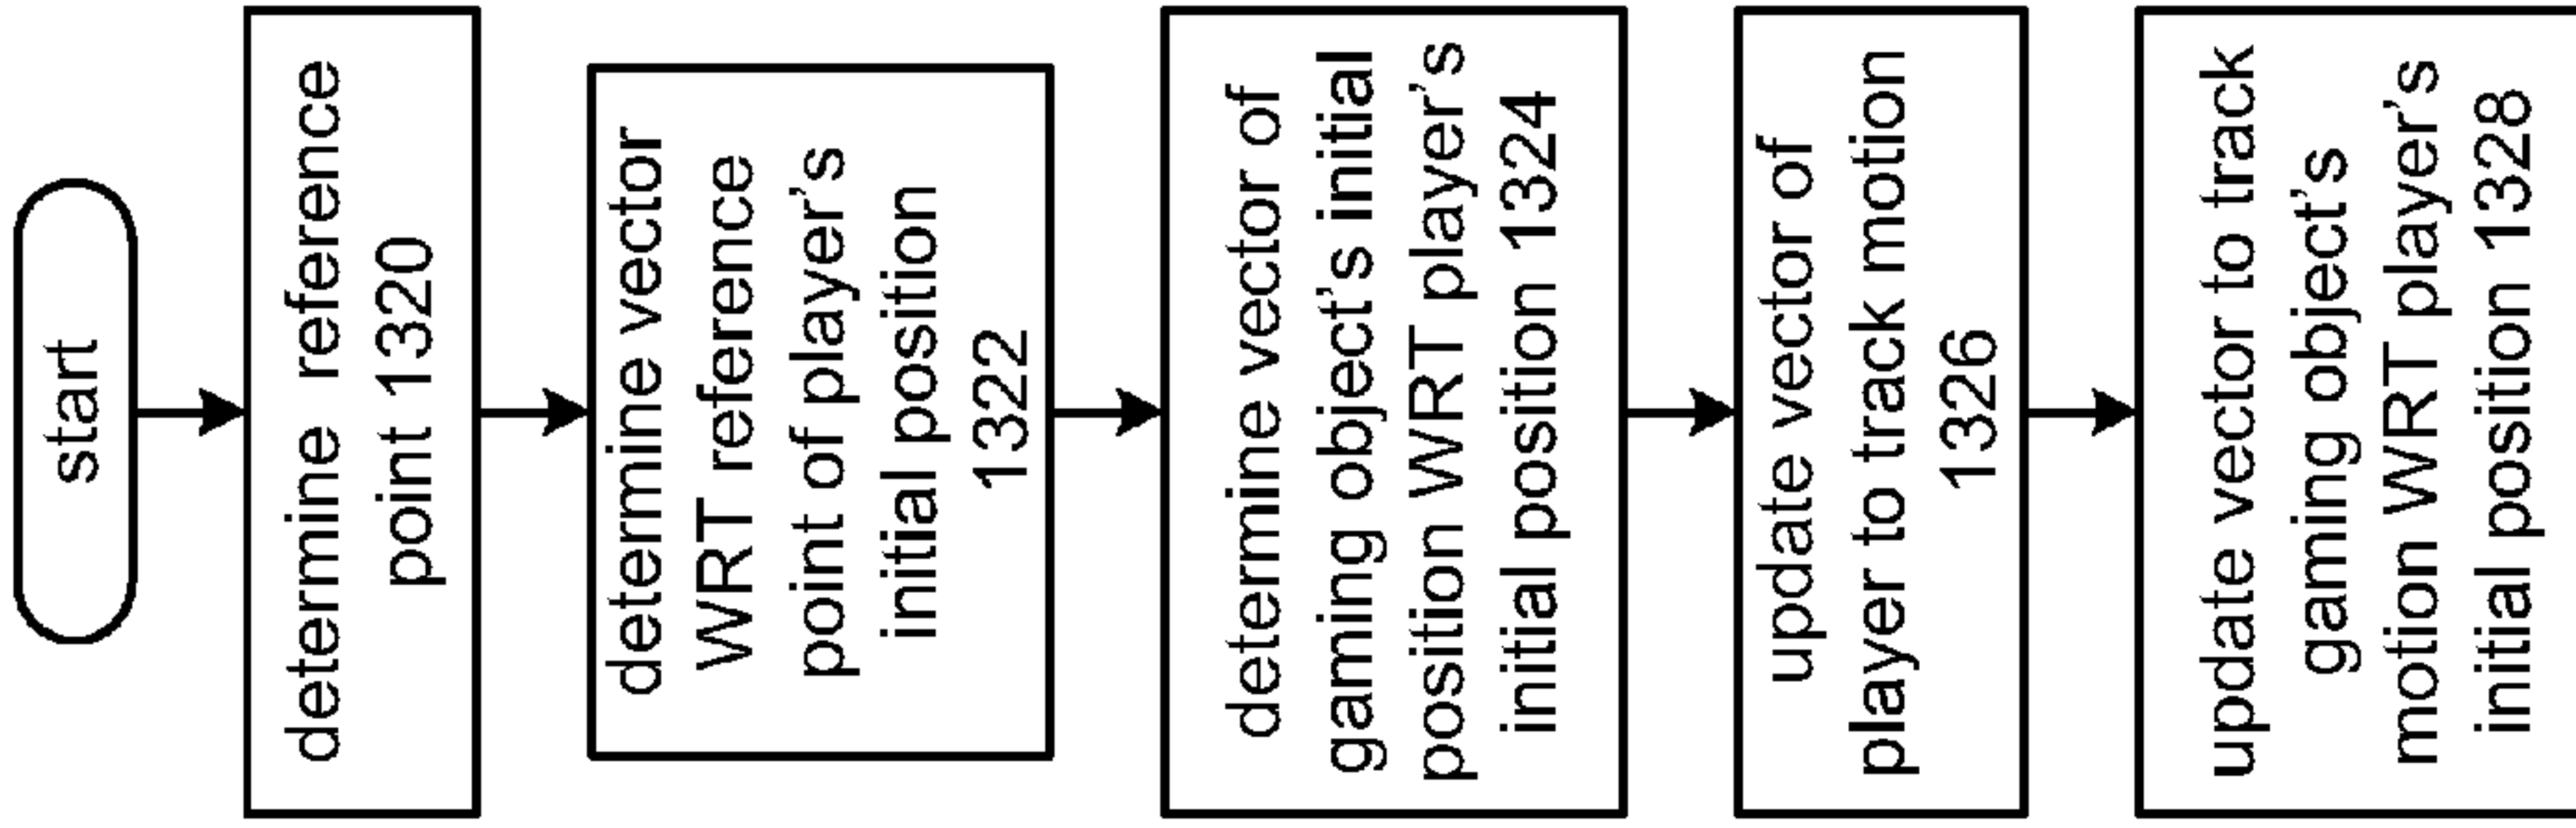 start
determine reference
point 1320
determine vector
WRT reference
point of player's
initial position
1322
determine vector of
gaming object's initial
position WRT player's
initial position 1324
update vector of
player to track motion
1326
update vector to track
gaming object's
motion WRT player's
initial position 1328